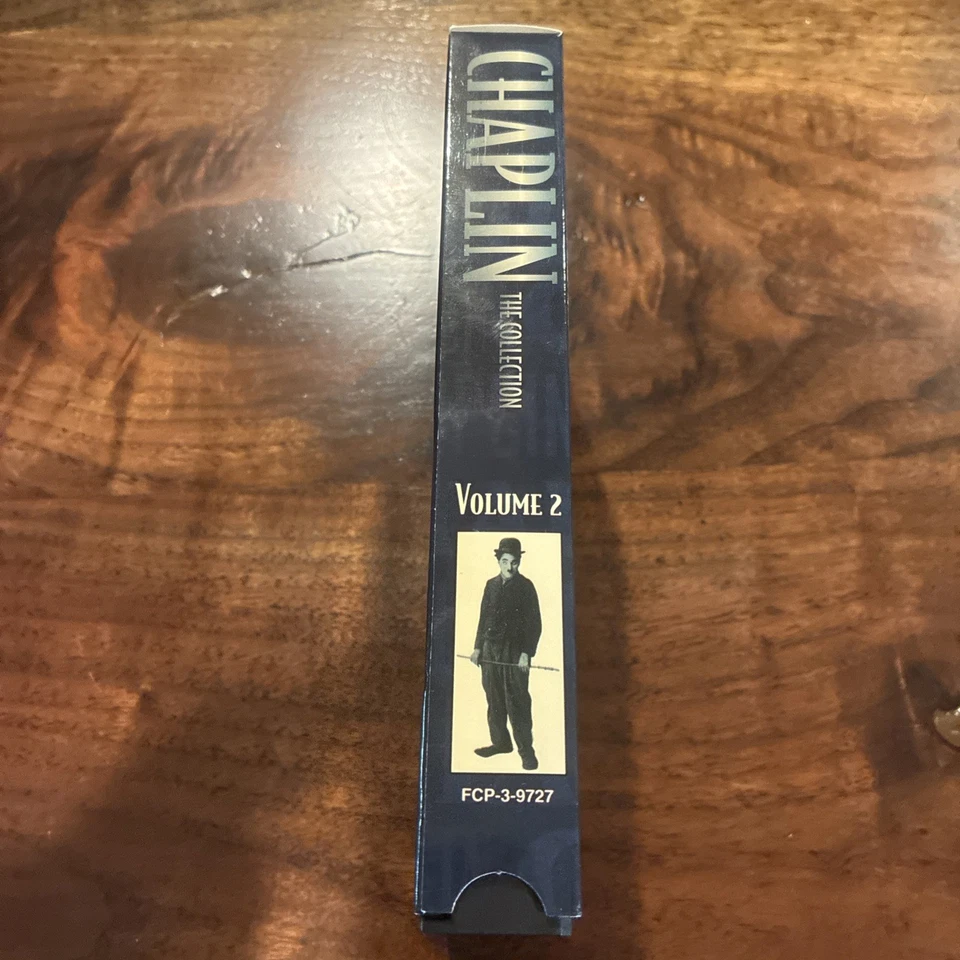 CHAPLIN
THE COLLECTION
VOLUME 2
FCP-3-9727